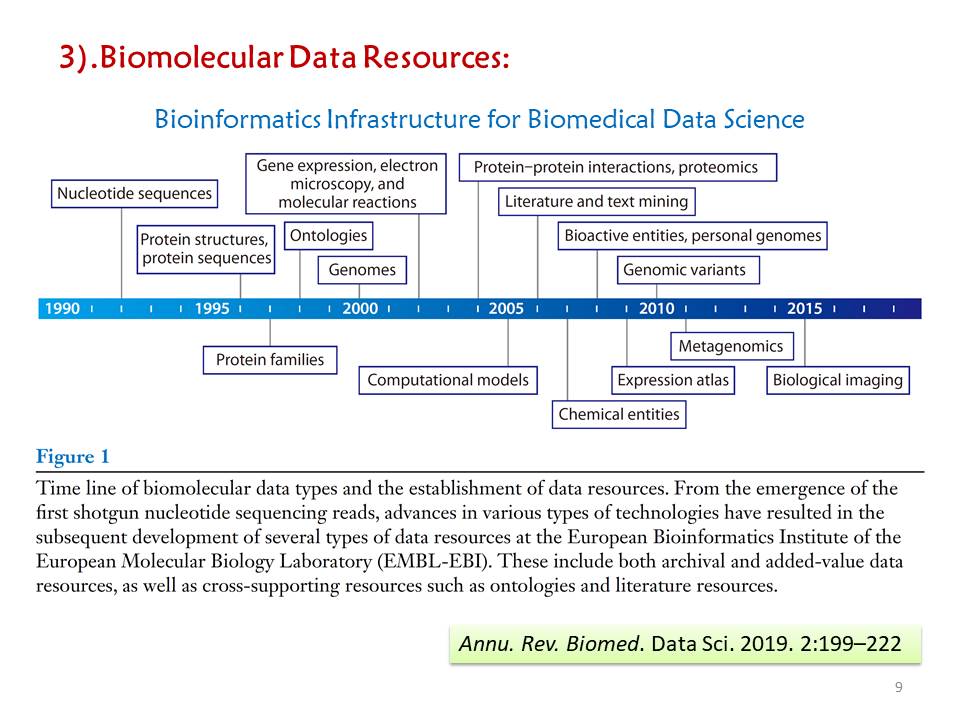 3).Biomolecular Data Resources:
Bioinformatics Infrastructure for Biomedical Data Science
Nucleotide sequences
Gene expression, electron
microscopy, and
molecular reactions
Protein–protein interactions, proteomics
Literature and text mining
Protein structures,
protein sequences
Ontologies
Bioactive entities, personal genomes
Genomes
Genomic variants
1990 1995 2000 2005 2010 2015
Protein families
Metagenomics
Computational models
Expression atlas
Biological imaging
Chemical entities
Figure 1
Time line of biomolecular data types and the establishment of data resources. From the emergence of the
first shotgun nucleotide sequencing reads, advances in various types of technologies have resulted in the
subsequent development of several types of data resources at the European Bioinformatics Institute of the
European Molecular Biology Laboratory (EMBL-EBI). These include both archival and added-value data
resources, as well as cross-supporting resources such as ontologies and literature resources.
Annu. Rev. Biomed. Data Sci. 2019. 2:199–222
9